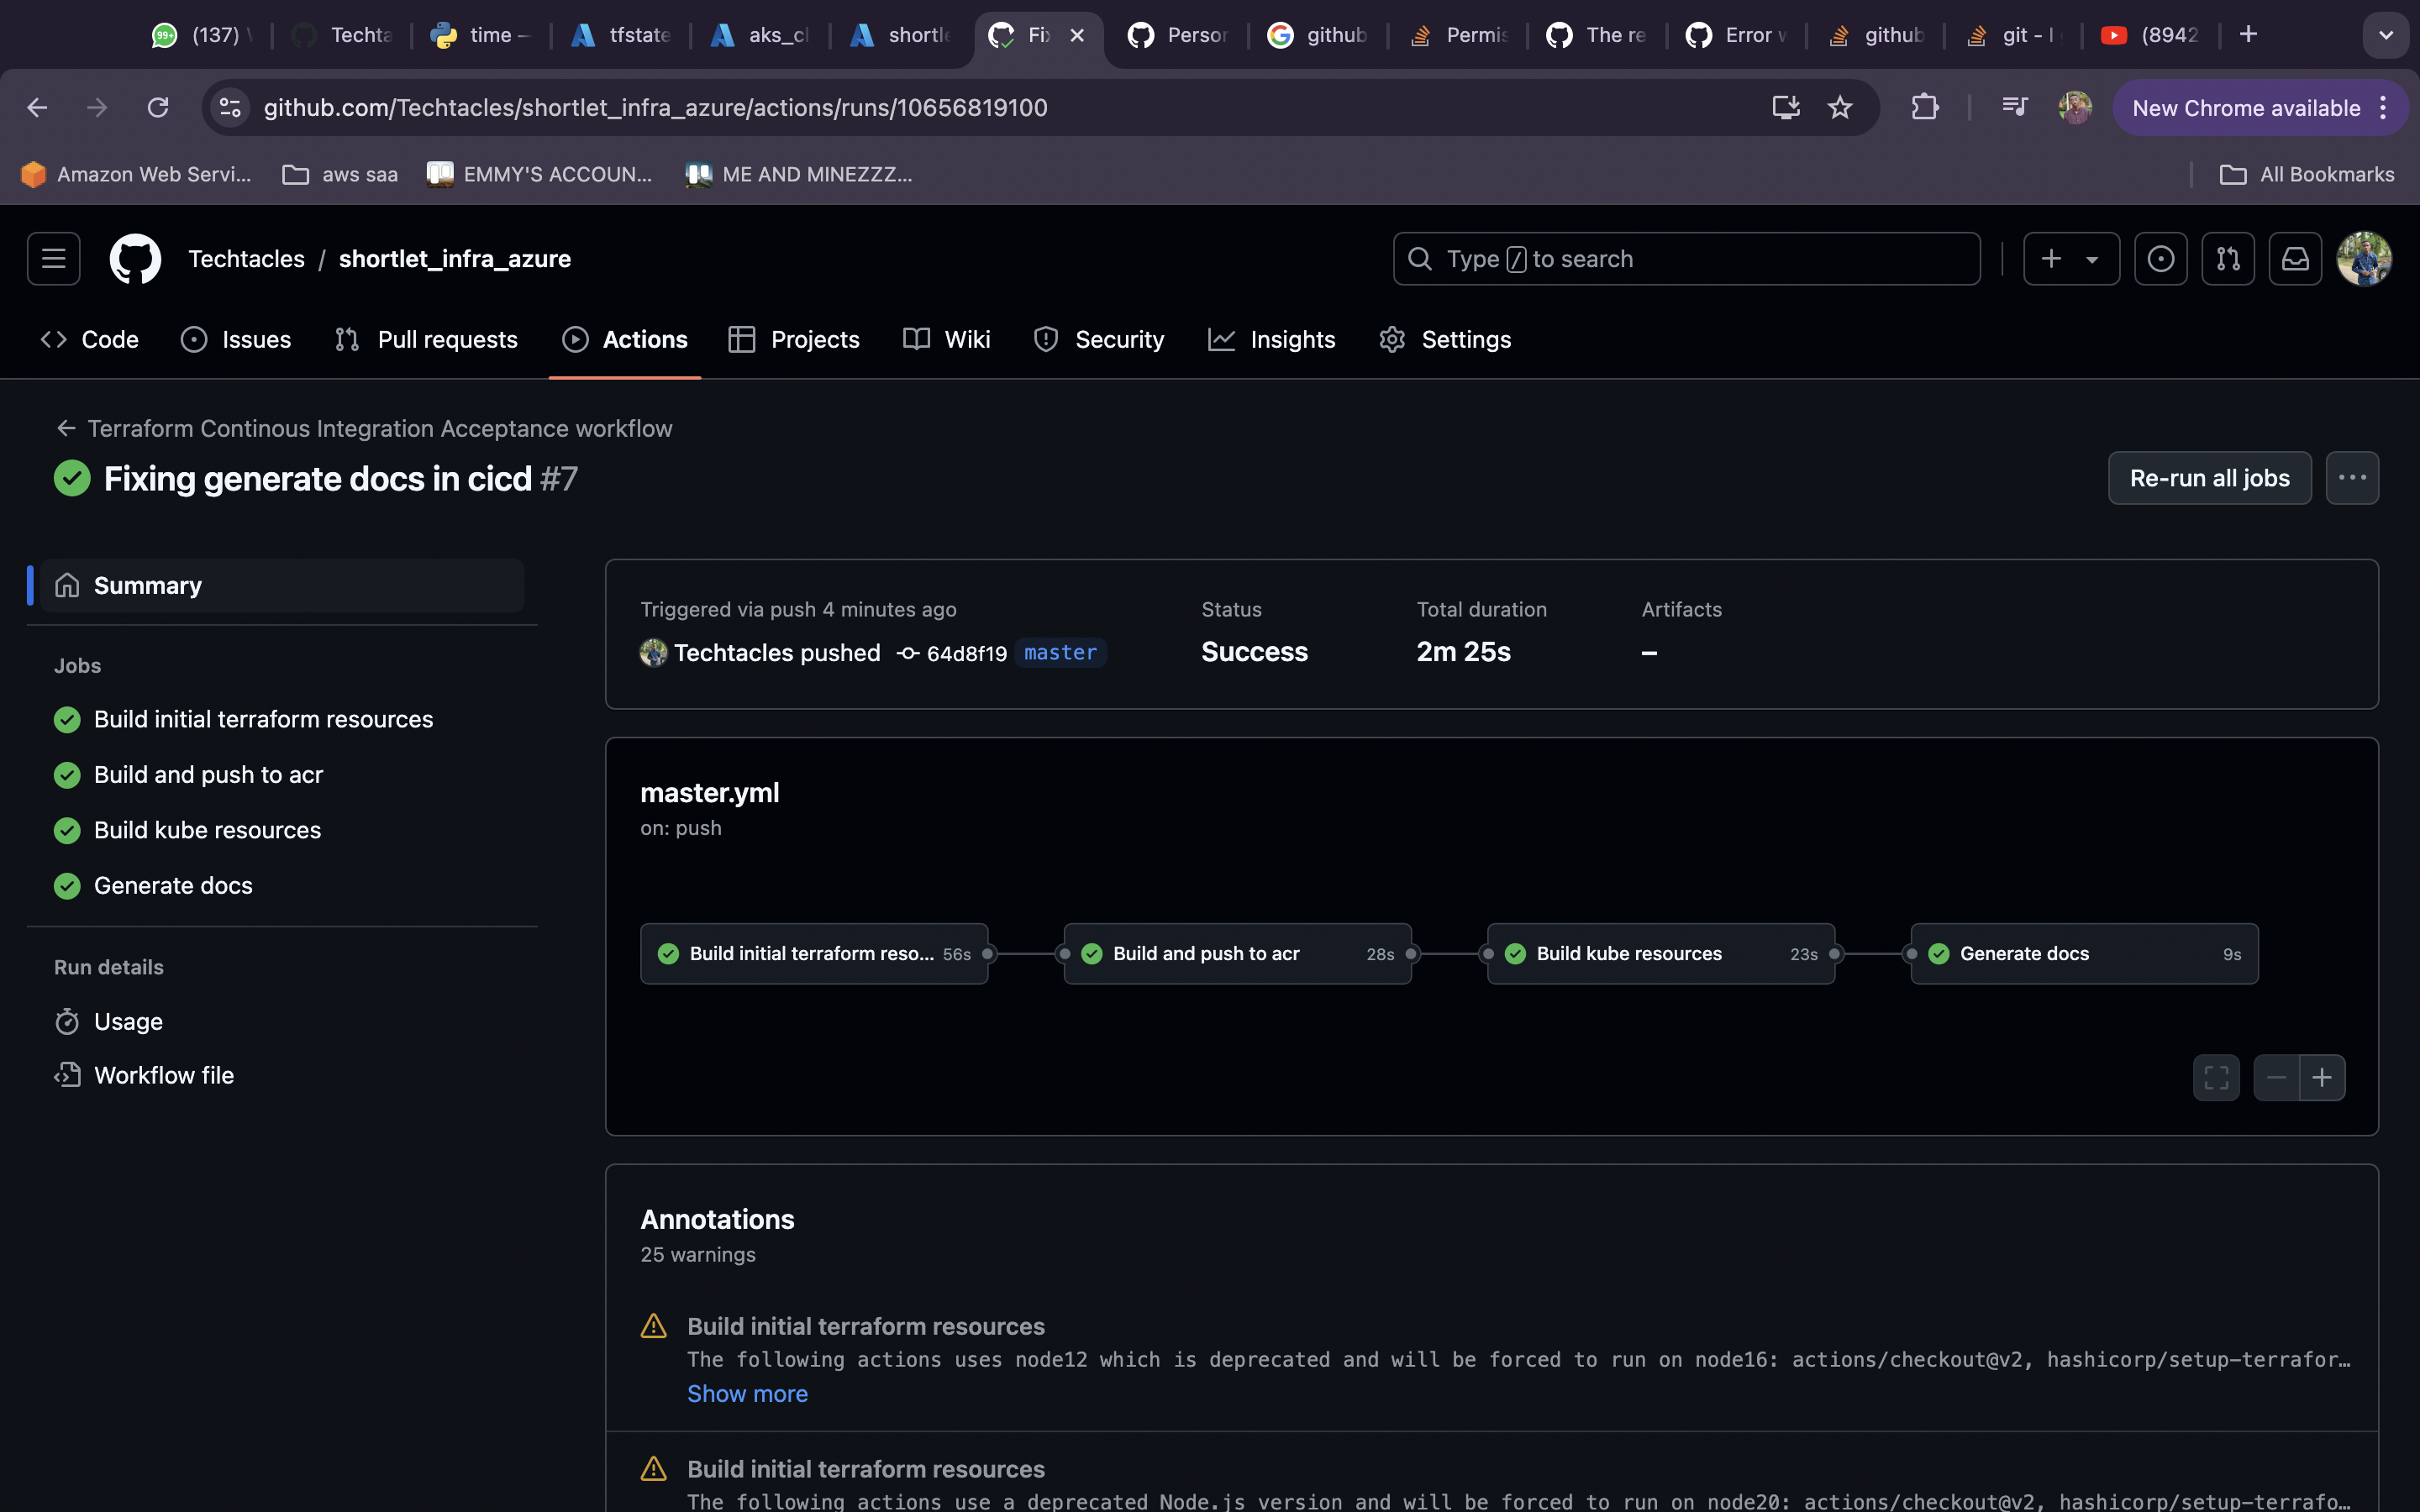 99+ (137)
Techta
time —
tfstate
aks_cl
shortle
Fix
Person
github
Permis
The re
Error w
github
git - I
(8942
github.com/Techtacles/shortlet_infra_azure/actions/runs/10656819100
New Chrome available
Amazon Web Servi...
aws saa
EMMY'S ACCOUN...
ME AND MINEZZZ...
All Bookmarks
Techtacles / shortlet_infra_azure
Type / to search
Code
Issues
Pull requests
Actions
Projects
Wiki
Security
Insights
Settings
Terraform Continous Integration Acceptance workflow
Fixing generate docs in cicd #7
Re-run all jobs
Summary
Jobs
Build initial terraform resources
Build and push to acr
Build kube resources
Generate docs
Run details
Usage
Workflow file
Triggered via push 4 minutes ago
Techtacles pushed 64d8f19 master
Status
Success
Total duration
2m 25s
Artifacts
–
master.yml
on: push
Build initial terraform reso... 56s
Build and push to acr 28s
Build kube resources 23s
Generate docs 9s
Annotations
25 warnings
Build initial terraform resources
The following actions uses node12 which is deprecated and will be forced to run on node16: actions/checkout@v2, hashicorp/setup-terrafor…
Show more
Build initial terraform resources
The following actions use a deprecated Node.js version and will be forced to run on node20: actions/checkout@v2, hashicorp/setup-terrafo…